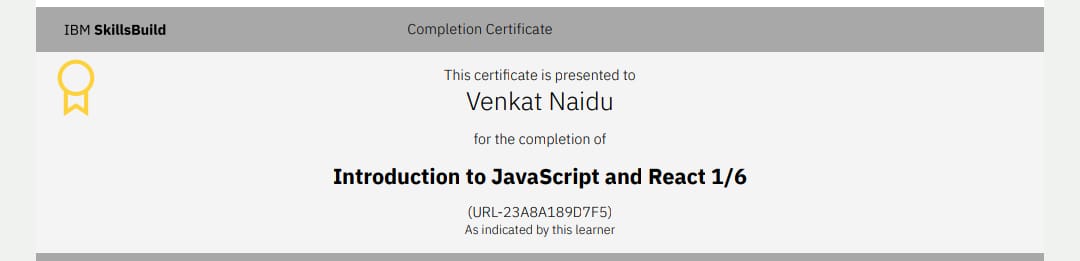 IBM SkillsBuild
Completion Certificate
This certificate is presented to
Venkat Naidu
for the completion of
Introduction to JavaScript and React 1/6
(URL-23A8A189D7F5)
As indicated by this learner